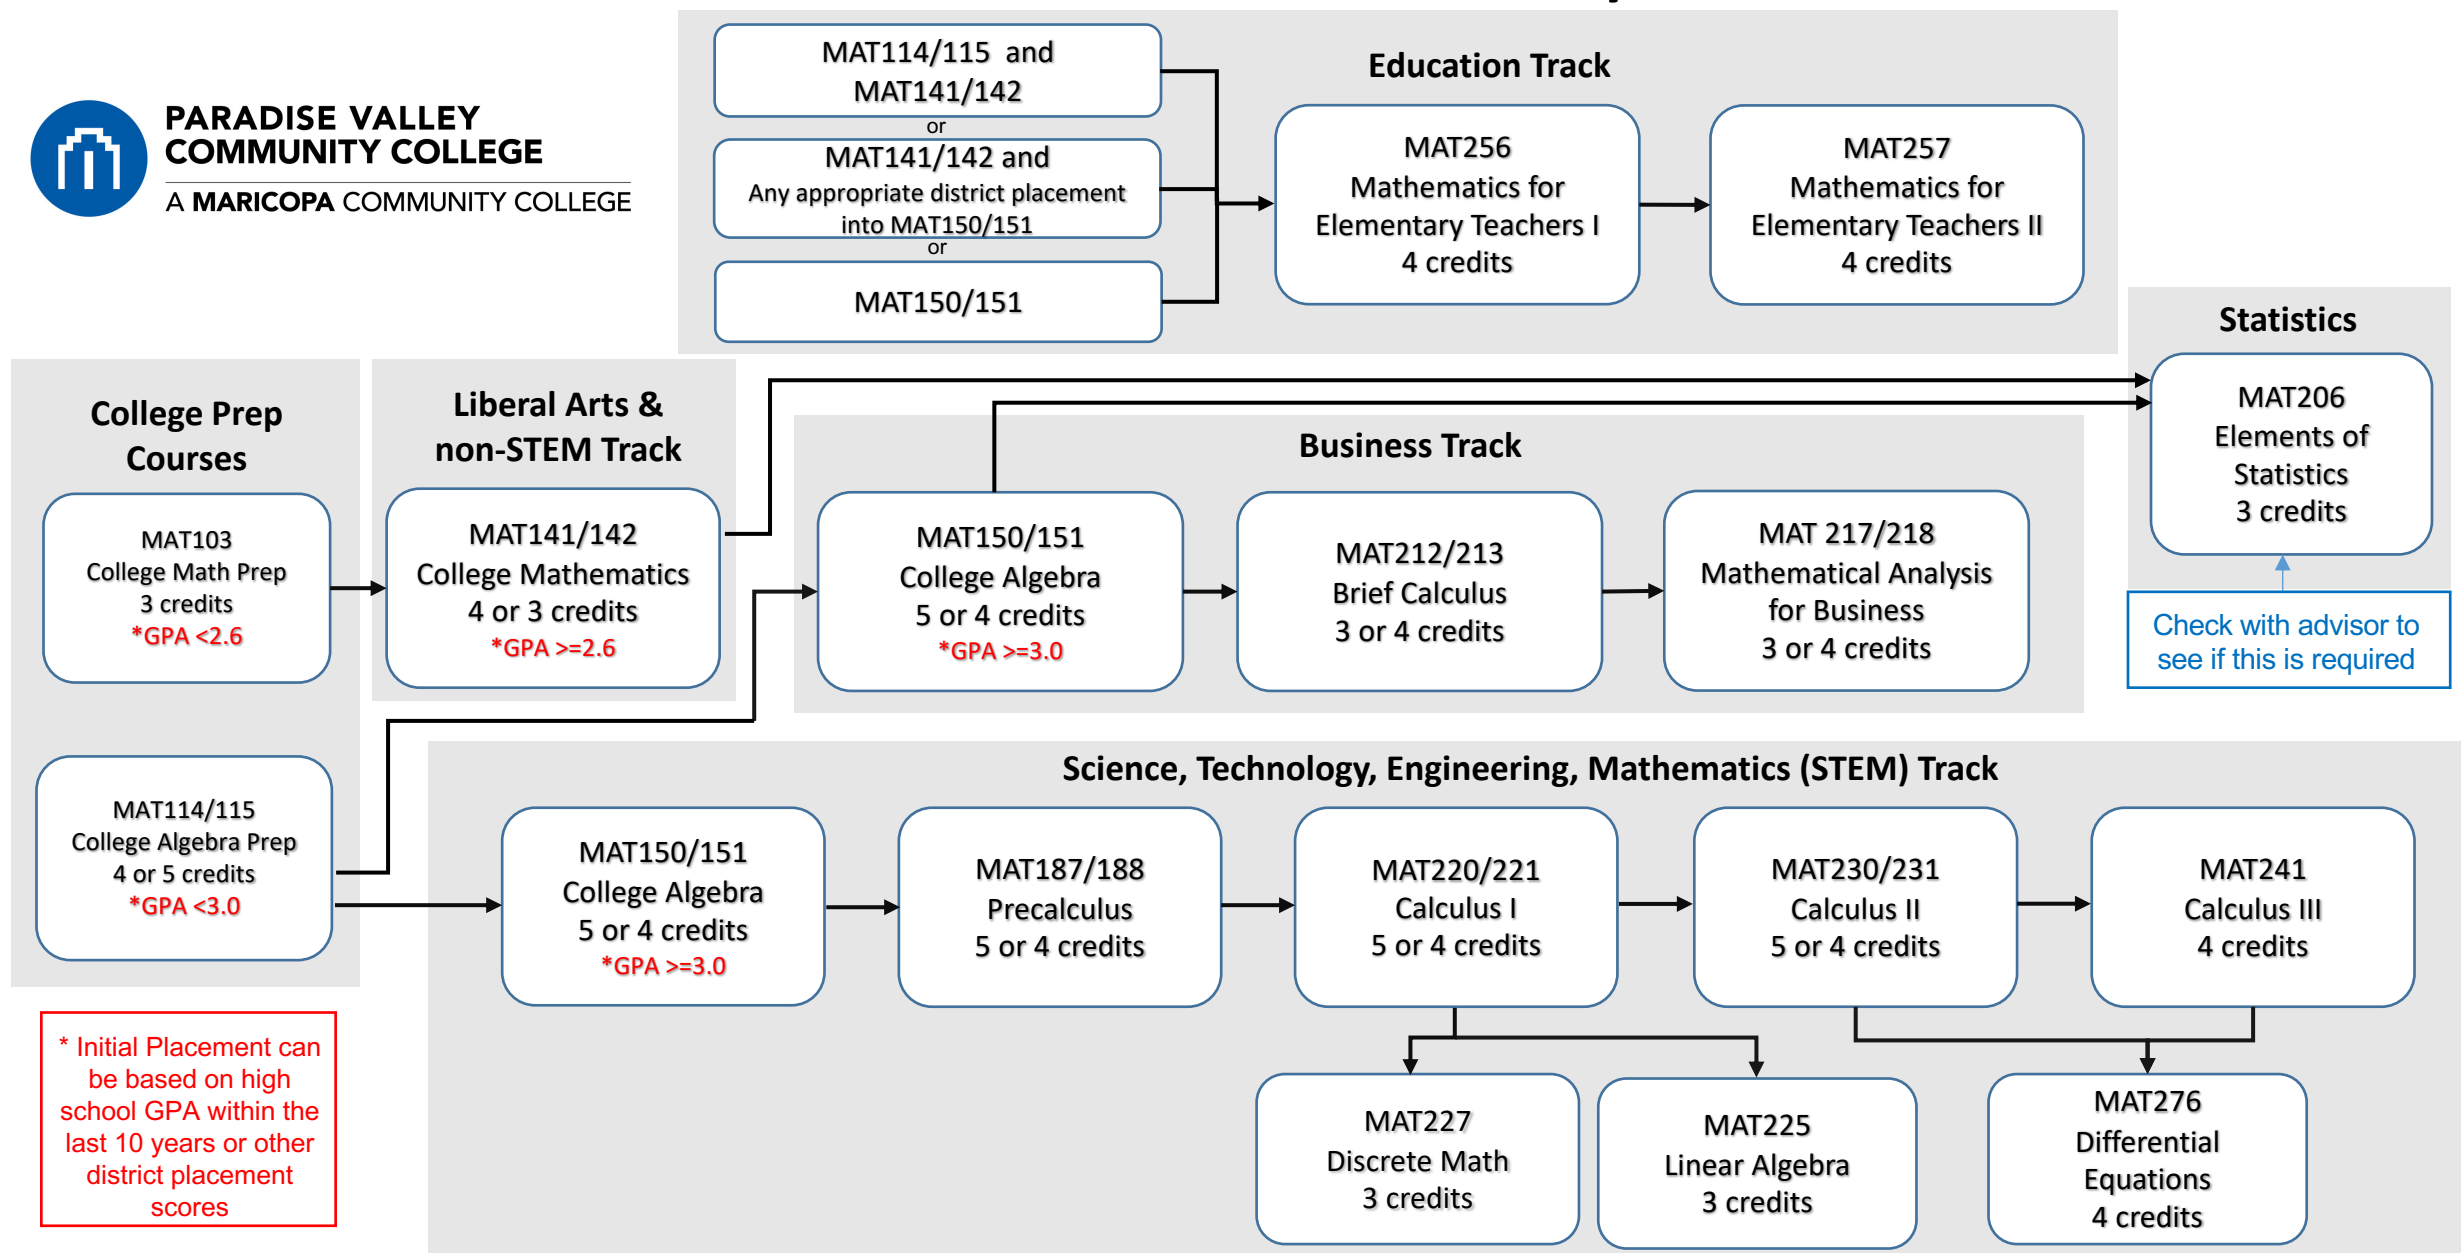 PARADISE VALLEY
COMMUNITY COLLEGE
A MARICOPA COMMUNITY COLLEGE
Education Track
MAT114/115 and
MAT141/142
or
MAT141/142 and
Any appropriate district placement
into MAT150/151
or
MAT150/151
MAT256
Mathematics for
Elementary Teachers I
4 credits
MAT257
Mathematics for
Elementary Teachers II
4 credits
Statistics
MAT206
Elements of
Statistics
3 credits
Check with advisor to
see if this is required
College Prep
Courses
MAT103
College Math Prep
3 credits
*GPA <2.6
MAT114/115
College Algebra Prep
4 or 5 credits
*GPA <3.0
Liberal Arts &
non-STEM Track
MAT141/142
College Mathematics
4 or 3 credits
*GPA >=2.6
Business Track
MAT150/151
College Algebra
5 or 4 credits
*GPA >=3.0
MAT212/213
Brief Calculus
3 or 4 credits
MAT 217/218
Mathematical Analysis
for Business
3 or 4 credits
Science, Technology, Engineering, Mathematics (STEM) Track
MAT150/151
College Algebra
5 or 4 credits
*GPA >=3.0
MAT187/188
Precalculus
5 or 4 credits
MAT220/221
Calculus I
5 or 4 credits
MAT230/231
Calculus II
5 or 4 credits
MAT241
Calculus III
4 credits
MAT227
Discrete Math
3 credits
MAT225
Linear Algebra
3 credits
MAT276
Differential
Equations
4 credits
* Initial Placement can
be based on high
school GPA within the
last 10 years or other
district placement
scores